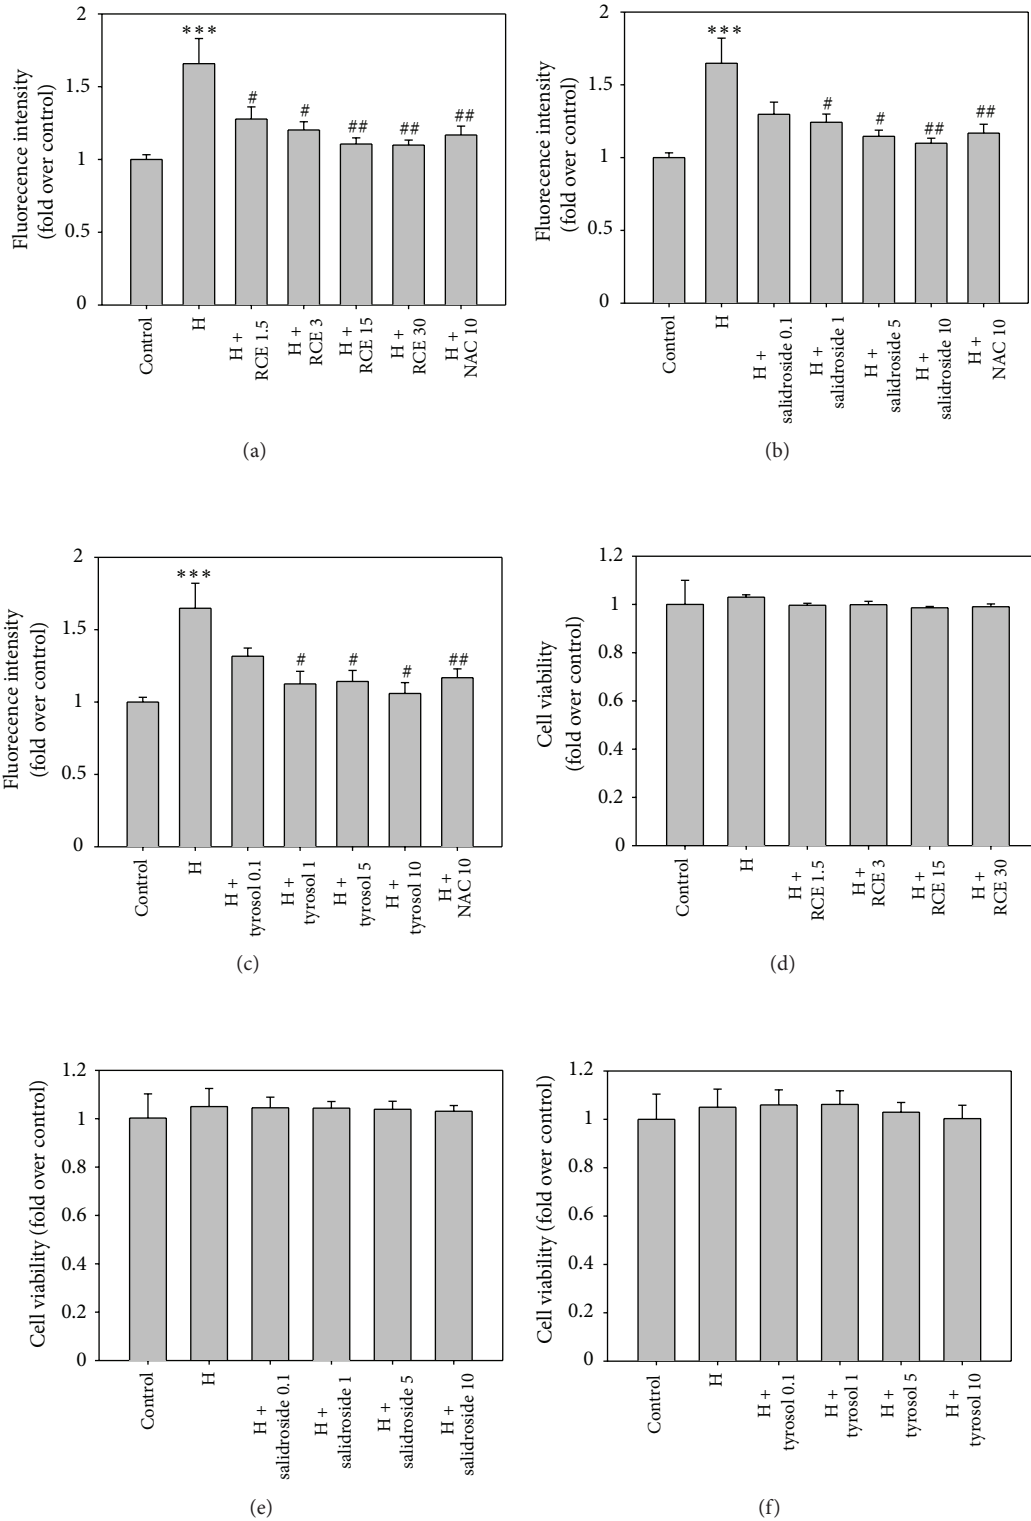 2
1.5
1
0.5
0
Fluorecence intensity
(fold over control)
***
#
#
##
##
##
Control
H
H +
RCE 1.5
H +
RCE 3
H +
RCE 15
H +
RCE 30
H +
NAC 10
(a)
2
1.5
1
0.5
0
Fluorecence intensity
(fold over control)
***
#
#
##
##
Control
H
H +
salidroside 0.1
H +
salidroside 1
H +
salidroside 5
H +
salidroside 10
H +
NAC 10
(b)
2
1.5
1
0.5
0
Fluorecence intensity
(fold over control)
***
#
#
#
##
Control
H
H +
tyrosol 0.1
H +
tyrosol 1
H +
tyrosol 5
H +
tyrosol 10
H +
NAC 10
(c)
1.2
1
0.8
0.6
0.4
0.2
0
Cell viability
(fold over control)
Control
H
H +
RCE 1.5
H +
RCE 3
H +
RCE 15
H +
RCE 30
(d)
1.2
1
0.8
0.6
0.4
0.2
0
Cell viability (fold over control)
Control
H
H +
salidroside 0.1
H +
salidroside 1
H +
salidroside 5
H +
salidroside 10
(e)
1.2
1
0.8
0.6
0.4
0.2
0
Cell viability (fold over control)
Control
H
H +
tyrosol 0.1
H +
tyrosol 1
H +
tyrosol 5
H +
tyrosol 10
(f)